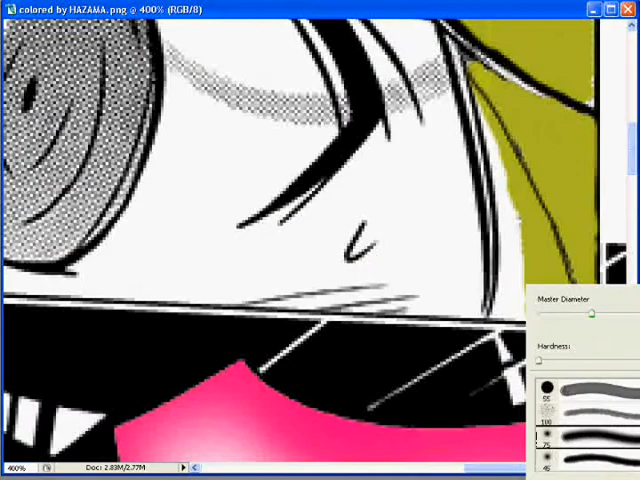 colored by HAZAMA.png @ 400% (RGB/8)
Master Diameter
Hardness:
55
100
75
45
400%
Doc: 2.83M/2.77M